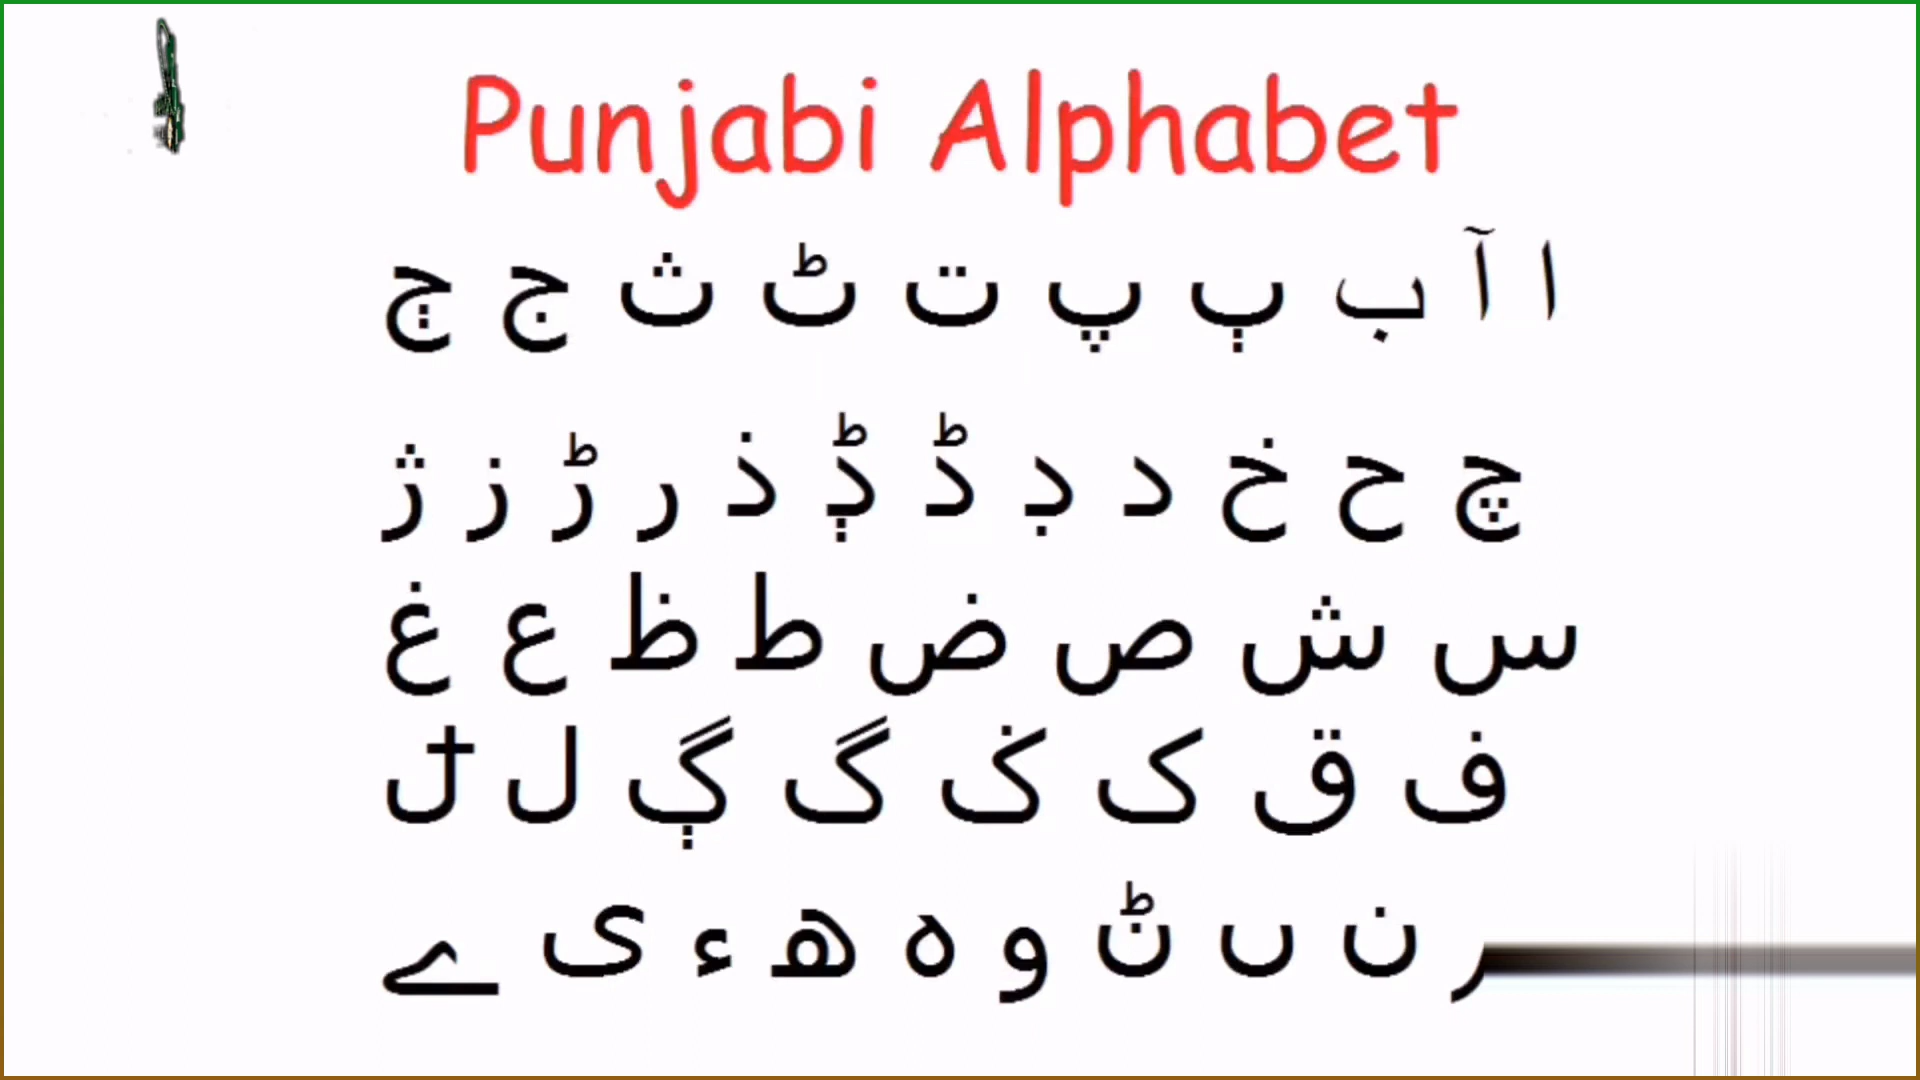 Punjabi Alphabet
ا آ ب ٻ پ ت ٹ ث ج ڄ
چ ح خ د ڊ ڈ ڋ ذ ر ڑ ز ژ
س ش ص ض ط ظ ع غ
ف ق ک ݢ گ ڳ ل ݪ
ن ں ݨ و ہ ھ ء ی ے